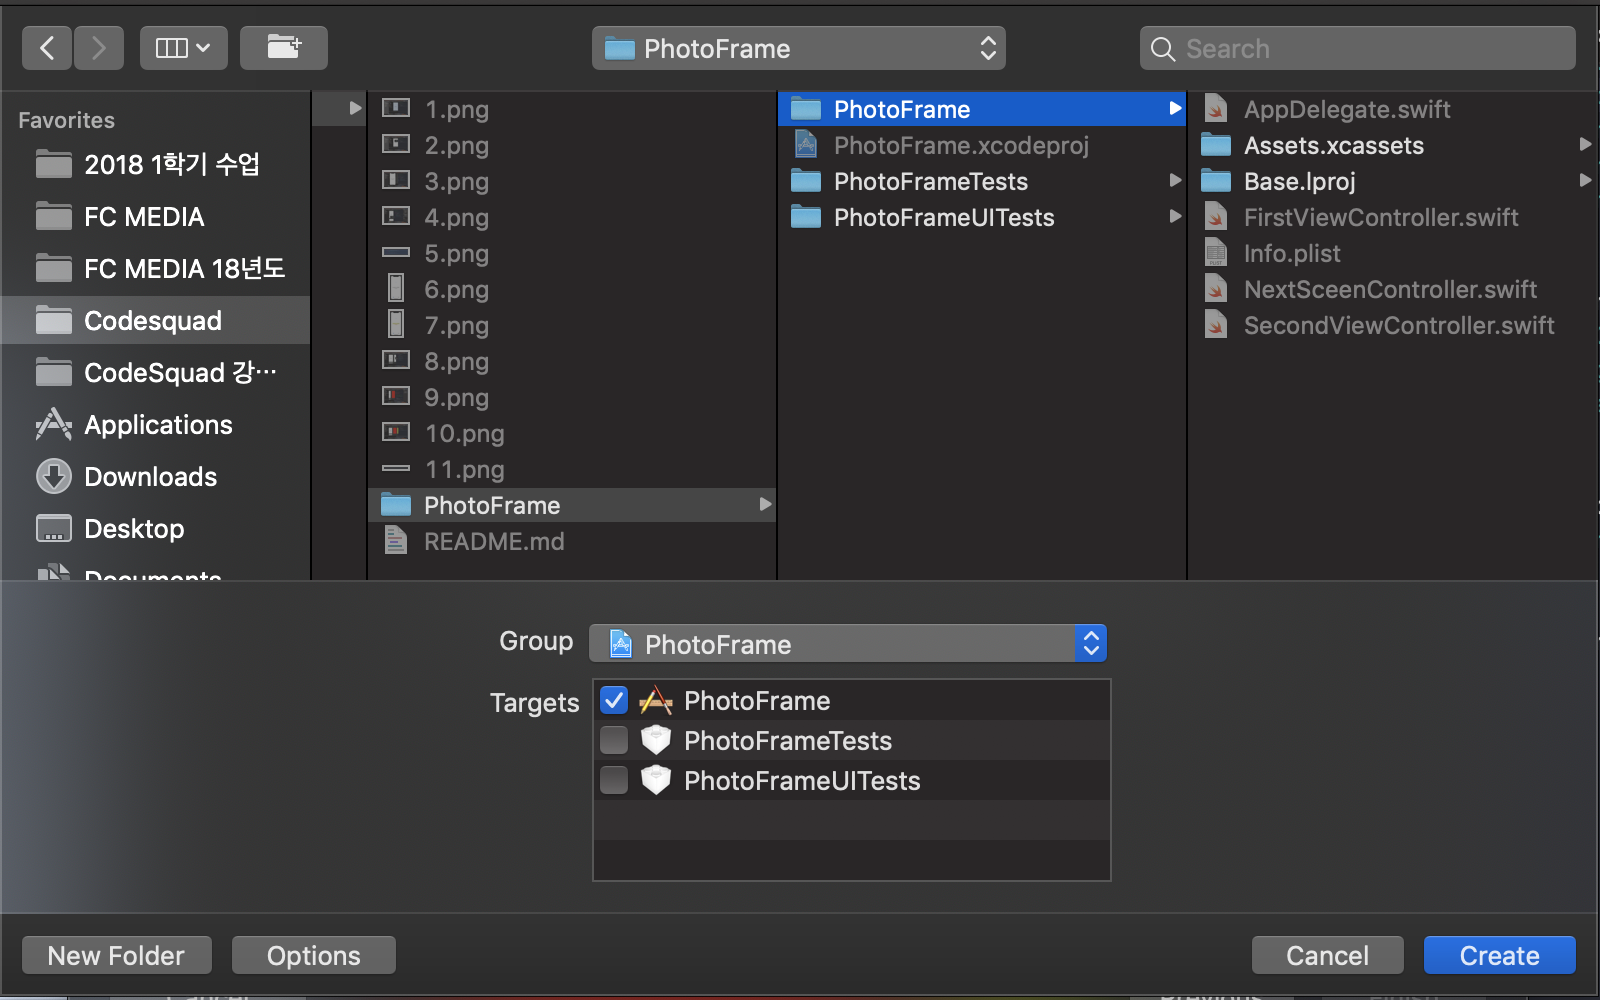 PhotoFrame
Search
Favorites
2018 1학기 수업
FC MEDIA
FC MEDIA 18년도
Codesquad
CodeSquad 강…
Applications
Downloads
Desktop
Documents
1.png
2.png
3.png
4.png
5.png
6.png
7.png
8.png
9.png
10.png
11.png
PhotoFrame
README.md
PhotoFrame
PhotoFrame.xcodeproj
PhotoFrameTests
PhotoFrameUITests
AppDelegate.swift
Assets.xcassets
Base.lproj
FirstViewController.swift
Info.plist
NextSceenController.swift
SecondViewController.swift
Group PhotoFrame
Targets
PhotoFrame
PhotoFrameTests
PhotoFrameUITests
New Folder Options Cancel Create
Cancel Previous